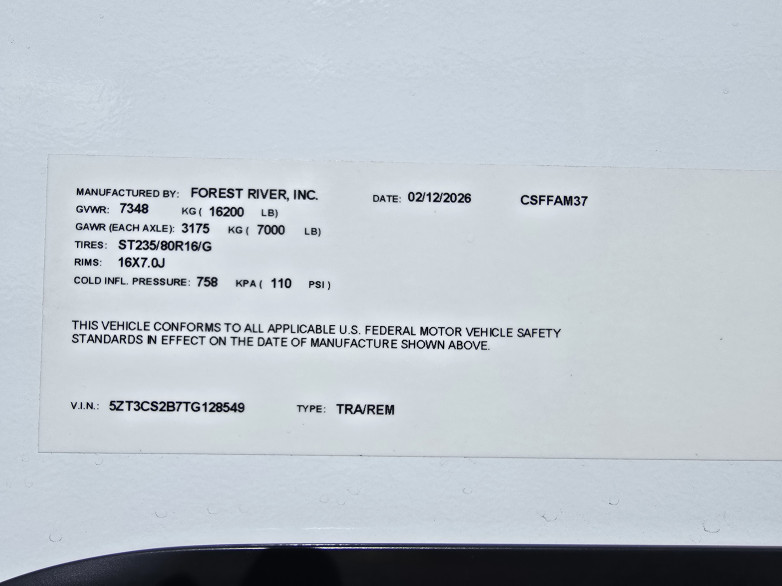 MANUFACTURED BY: FOREST RIVER, INC. DATE: 02/12/2026 CSFFAM37
GVWR: 7348 KG ( 16200 LB)
GAWR (EACH AXLE): 3175 KG ( 7000 LB)
TIRES: ST235/80R16/G
RIMS: 16X7.0J
COLD INFL. PRESSURE: 758 KPA ( 110 PSI )
THIS VEHICLE CONFORMS TO ALL APPLICABLE U.S. FEDERAL MOTOR VEHICLE SAFETY
STANDARDS IN EFFECT ON THE DATE OF MANUFACTURE SHOWN ABOVE.
V.I.N.: 5ZT3CS2B7TG128549 TYPE: TRA/REM